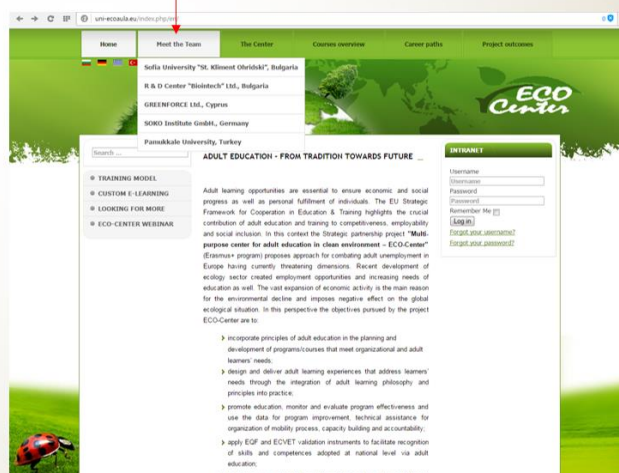 uni-ecoaula.eu/index.php/en/
Home
Meet the Team
The Center
Courses overview
Career paths
Project outcomes
Sofia University "St. Kliment Ohridski", Bulgaria
R & D Center "Biointech" Ltd., Bulgaria
GREENFORCE Ltd., Cyprus
SOKO Institute GmbH., Germany
Pamukkale University, Turkey
ECO
Center
Search ...
TRAINING MODEL
CUSTOM E-LEARNING
LOOKING FOR MORE
ECO-CENTER WEBINAR
ADULT EDUCATION - FROM TRADITION TOWARDS FUTURE
Adult learning opportunities are essential to ensure economic and social
progress as well as personal fulfillment of individuals. The EU Strategic
Framework for Cooperation in Education & Training highlights the crucial
contribution of adult education and training to competitiveness, employability
and social inclusion. In this context the Strategic partnership project "Multi-
purpose center for adult education in clean environment – ECO-Center"
(Erasmus+ program) proposes approach for combating adult unemployment in
Europe having currently threatening dimensions. Recent development of
ecology sector created employment opportunities and increasing needs of
education as well. The vast expansion of economic activity is the main reason
for the environmental decline and imposes negative effect on the global
ecological situation. In this perspective the objectives pursued by the project
ECO-Center are to:
incorporate principles of adult education in the planning and
development of programs/courses that meet organizational and adult
learners' needs;
design and deliver adult learning experiences that address learners'
needs through the integration of adult learning philosophy and
principles into practice;
promote education, monitor and evaluate program effectiveness and
use the data for program improvement, technical assistance for
organization of mobility process, capacity building and accountability;
apply EQF and ECVET validation instruments to facilitate recognition
of skills and competences adopted at national level via adult
education;
INTRANET
Username
Username
Password
Password
Remember Me
Log in
Forgot your username?
Forgot your password?